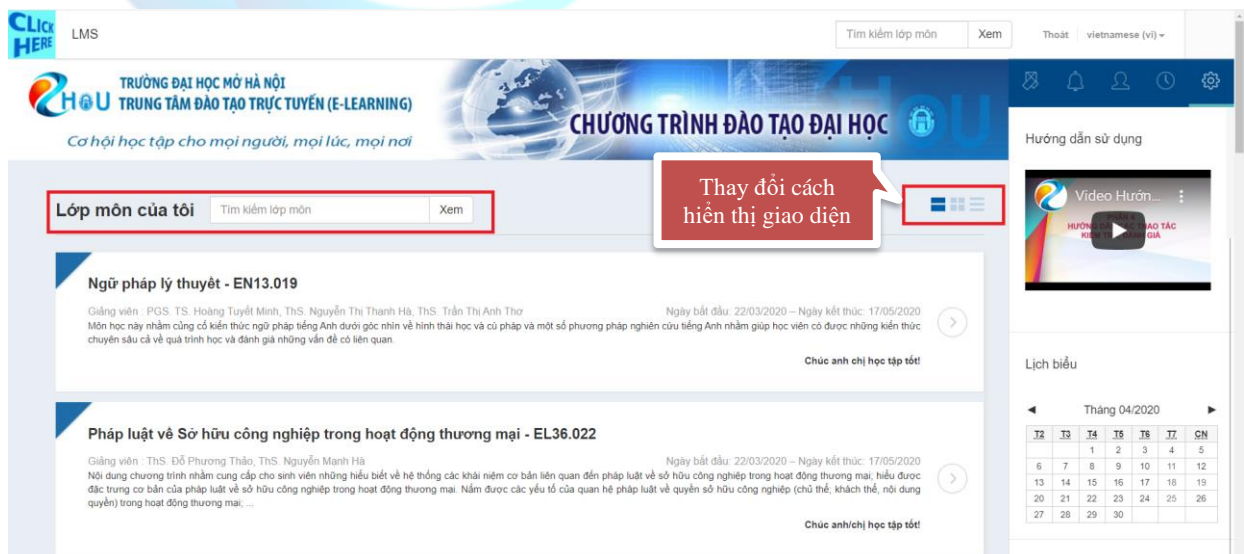 CLICK
HERE
LMS
Tìm kiếm lớp môn
Xem
Thoát
vietnamese (vi)
TRƯỜNG ĐẠI HỌC MỞ HÀ NỘI
HOU
TRUNG TÂM ĐÀO TẠO TRỰC TUYẾN (E-LEARNING)
Cơ hội học tập cho mọi người, mọi lúc, mọi nơi
CHƯƠNG TRÌNH ĐÀO TẠO ĐẠI HỌC
Lớp môn của tôi
Tìm kiếm lớp môn
Xem
Thay đổi cách
hiển thị giao diện
Ngữ pháp lý thuyết - EN13.019
Giảng viên : PGS. TS. Hoàng Tuyết Minh, ThS. Nguyễn Thị Thanh Hà, ThS. Trần Thị Anh Thơ
Ngày bắt đầu: 22/03/2020 – Ngày kết thúc: 17/05/2020
Môn học này nhằm củng cố kiến thức ngữ pháp tiếng Anh dưới góc nhìn về hình thái học và cú pháp và một số phương pháp nghiên cứu tiếng Anh nhằm giúp học viên có được những kiến thức
chuyên sâu cả về quá trình học và đánh giá những vấn đề có liên quan.
Chúc anh chị học tập tốt!
Pháp luật về Sở hữu công nghiệp trong hoạt động thương mại - EL36.022
Giảng viên : ThS. Đỗ Phương Thảo, ThS. Nguyễn Mạnh Hà
Ngày bắt đầu: 22/03/2020 – Ngày kết thúc: 17/05/2020
Nội dung chương trình nhằm cung cấp cho sinh viên những hiểu biết về hệ thống các khái niệm cơ bản liên quan đến pháp luật về sở hữu công nghiệp trong hoạt động thương mại; hiểu được
đặc trưng cơ bản của pháp luật về sở hữu công nghiệp trong hoạt động thương mại. Nắm được các yếu tố của quan hệ pháp luật về quyền sở hữu công nghiệp (chủ thể, khách thể, nội dung
quyền) trong hoạt động thương mại; ...
Chúc anh/chị học tập tốt!
Hướng dẫn sử dụng
Video Hướn...
Lịch biểu
Tháng 04/2020
T2 T3 T4 T5 T6 T7 CN
1 2 3 4 5
6 7 8 9 10 11 12
13 14 15 16 17 18 19
20 21 22 23 24 25 26
27 28 29 30